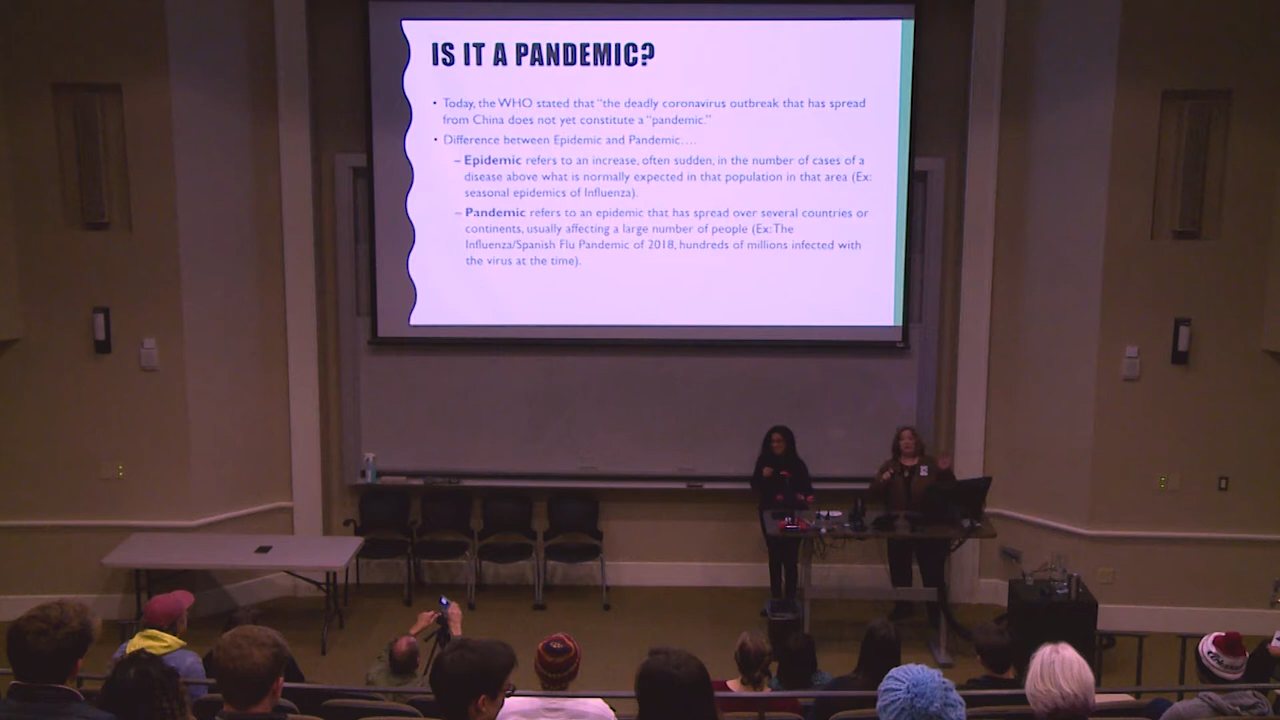 IS IT A PANDEMIC?
• Today, the WHO stated that "the deadly coronavirus outbreak that has spread
from China does not yet constitute a "pandemic."
• Difference between Epidemic and Pandemic….
– Epidemic refers to an increase, often sudden, in the number of cases of a
disease above what is normally expected in that population in that area (Ex:
seasonal epidemics of Influenza).
– Pandemic refers to an epidemic that has spread over several countries or
continents, usually affecting a large number of people (Ex: The
Influenza/Spanish Flu Pandemic of 2018, hundreds of millions infected with
the virus at the time).